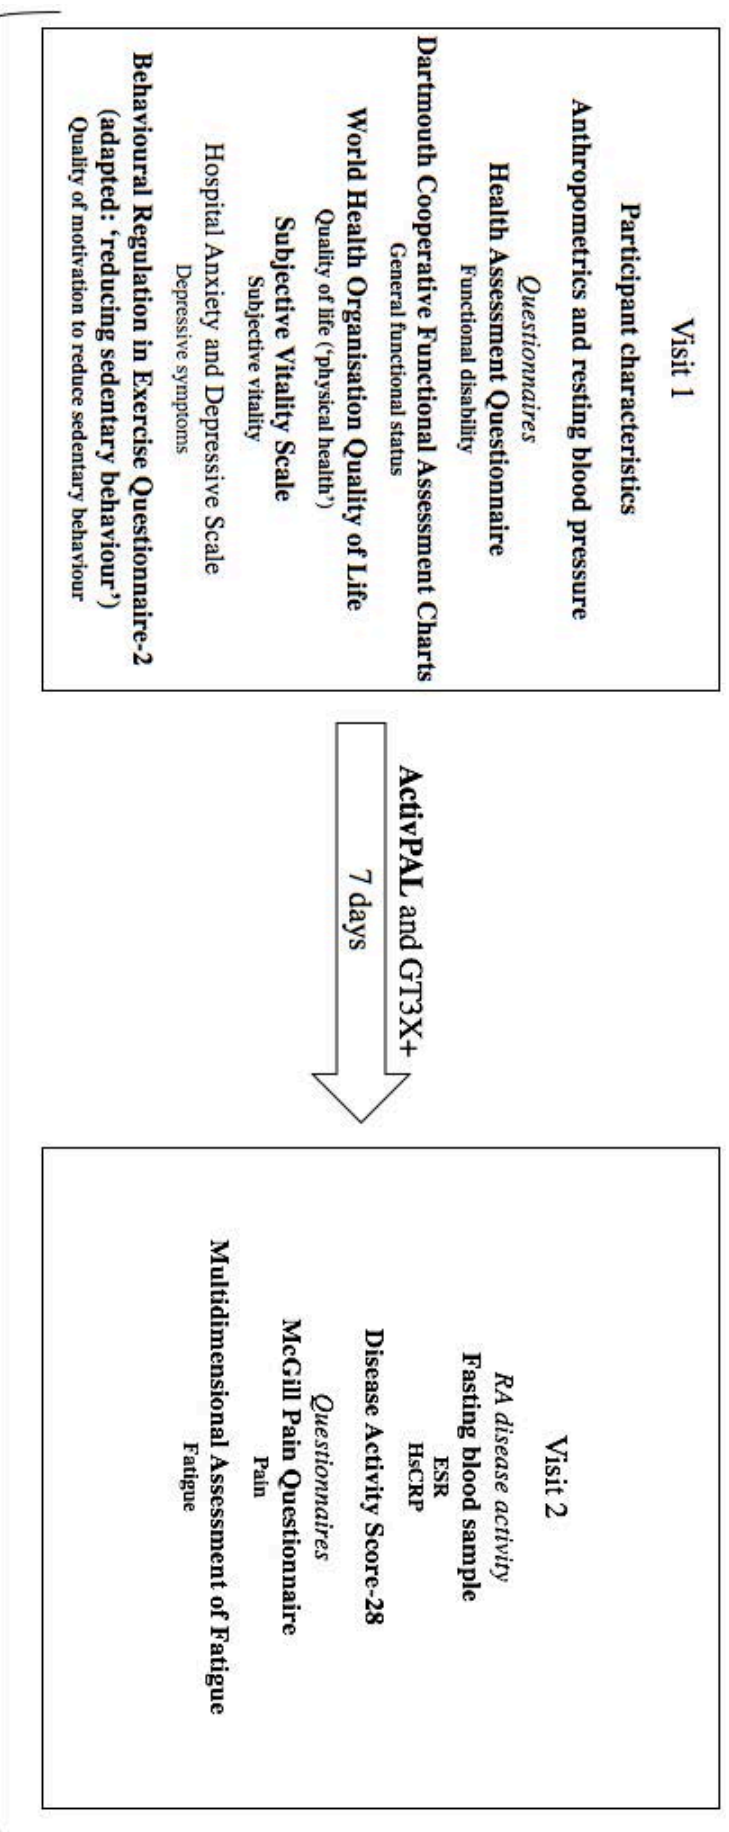 Visit 1
Participant characteristics
Anthropometrics and resting blood pressure
Questionnaires
Health Assessment Questionnaire
Functional disability
Dartmouth Cooperative Functional Assessment Charts
General functional status
World Health Organisation Quality of Life
Quality of life (‘physical health’)
Subjective Vitality Scale
Subjective vitality
Hospital Anxiety and Depressive Scale
Depressive symptoms
Behavioural Regulation in Exercise Questionnaire-2
(adapted: ‘reducing sedentary behaviour’)
Quality of motivation to reduce sedentary behaviour
ActivPAL and GT3X+
7 days
Visit 2
RA disease activity
Fasting blood sample
ESR
HsCRP
Disease Activity Score-28
Questionnaires
McGill Pain Questionnaire
Pain
Multidimensional Assessment of Fatigue
Fatigue